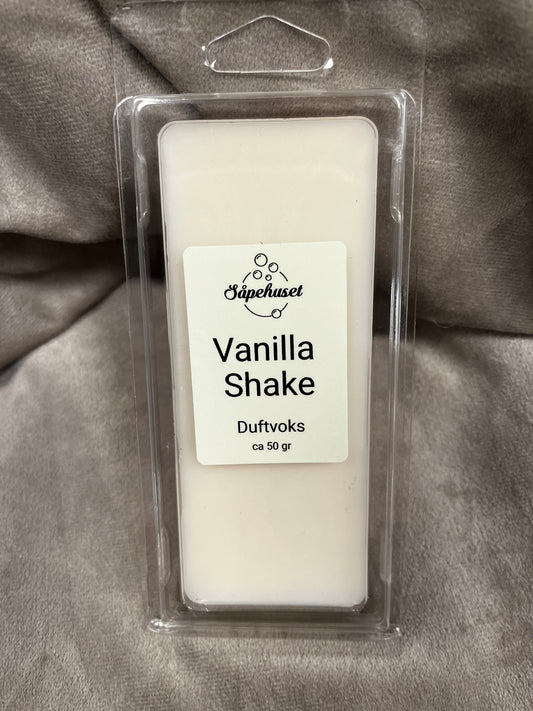 Såpehuset
Vanilla
Shake
Duftvoks
ca 50 gr